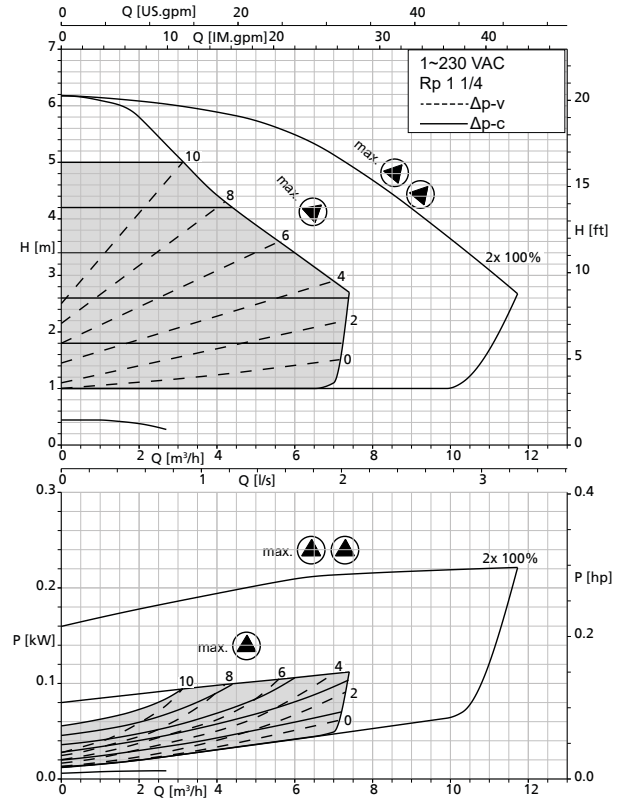 0 Q [US.gpm] 20 40
0 10 Q [IM.gpm] 20 30 40
7
1~230 VAC
Rp 1 1/4
Δp-v
Δp-c
6
20
max.
10
5
max.
15
8
4
H [m]
H [ft]
6
2x 100%
3
10
4
2
2
0
5
1
0
0
0 2 Q [m³/h] 4 6 8 10 12
0 1 Q [l/s] 2 3
0.3
0.4
max.
2x 100%
0.2
P [hp]
P [kW]
max.
0.2
4
6
8
10
0.1
2
0
0.0
0.0
0 2 Q [m³/h] 4 6 8 10 12